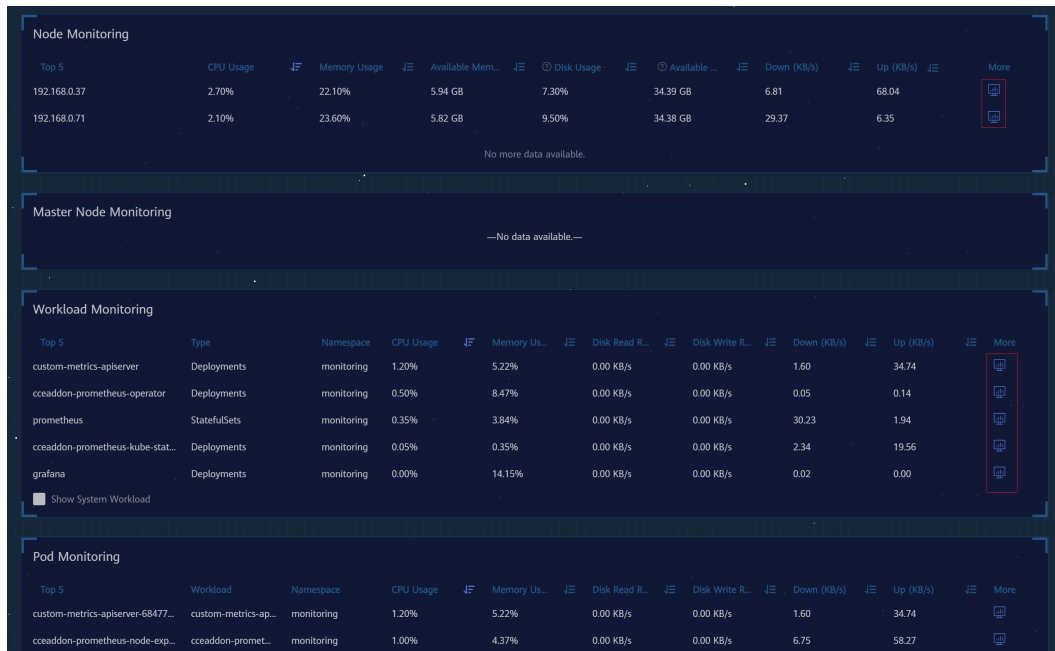 Node Monitoring
Top 5 CPU Usage Memory Usage Available Mem... Disk Usage Available ... Down (KB/s) Up (KB/s) More
192.168.0.37 2.70% 22.10% 5.94 GB 7.30% 34.39 GB 6.81 68.04
192.168.0.71 2.10% 23.60% 5.82 GB 9.50% 34.38 GB 29.37 6.35
No more data available.
Master Node Monitoring
—No data available.—
Workload Monitoring
Top 5 Type Namespace CPU Usage Memory Us... Disk Read R... Disk Write R... Down (KB/s) Up (KB/s) More
custom-metrics-apiserver Deployments monitoring 1.20% 5.22% 0.00 KB/s 0.00 KB/s 1.60 34.74
cceaddon-prometheus-operator Deployments monitoring 0.50% 8.47% 0.00 KB/s 0.00 KB/s 0.05 0.14
prometheus StatefulSets monitoring 0.35% 3.84% 0.00 KB/s 0.00 KB/s 30.23 1.94
cceaddon-prometheus-kube-stat... Deployments monitoring 0.05% 0.35% 0.00 KB/s 0.00 KB/s 2.34 19.56
grafana Deployments monitoring 0.00% 14.15% 0.00 KB/s 0.00 KB/s 0.02 0.00
Show System Workload
Pod Monitoring
Top 5 Workload Namespace CPU Usage Memory Us... Disk Read R... Disk Write R... Down (KB/s) Up (KB/s) More
custom-metrics-apiserver-68477... custom-metrics-ap... monitoring 1.20% 5.22% 0.00 KB/s 0.00 KB/s 1.60 34.74
cceaddon-prometheus-node-exp... cceaddon-promet... monitoring 1.00% 4.37% 0.00 KB/s 0.00 KB/s 6.75 58.27